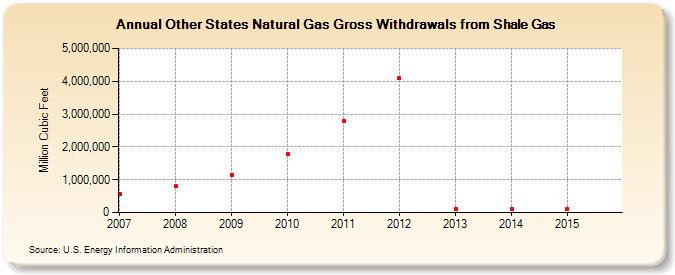 Annual Other States Natural Gas Gross Withdrawals from Shale Gas
Million Cubic Feet
5,000,000
4,000,000
3,000,000
2,000,000
1,000,000
0
2007 2008 2009 2010 2011 2012 2013 2014 2015
Source: U.S. Energy Information Administration